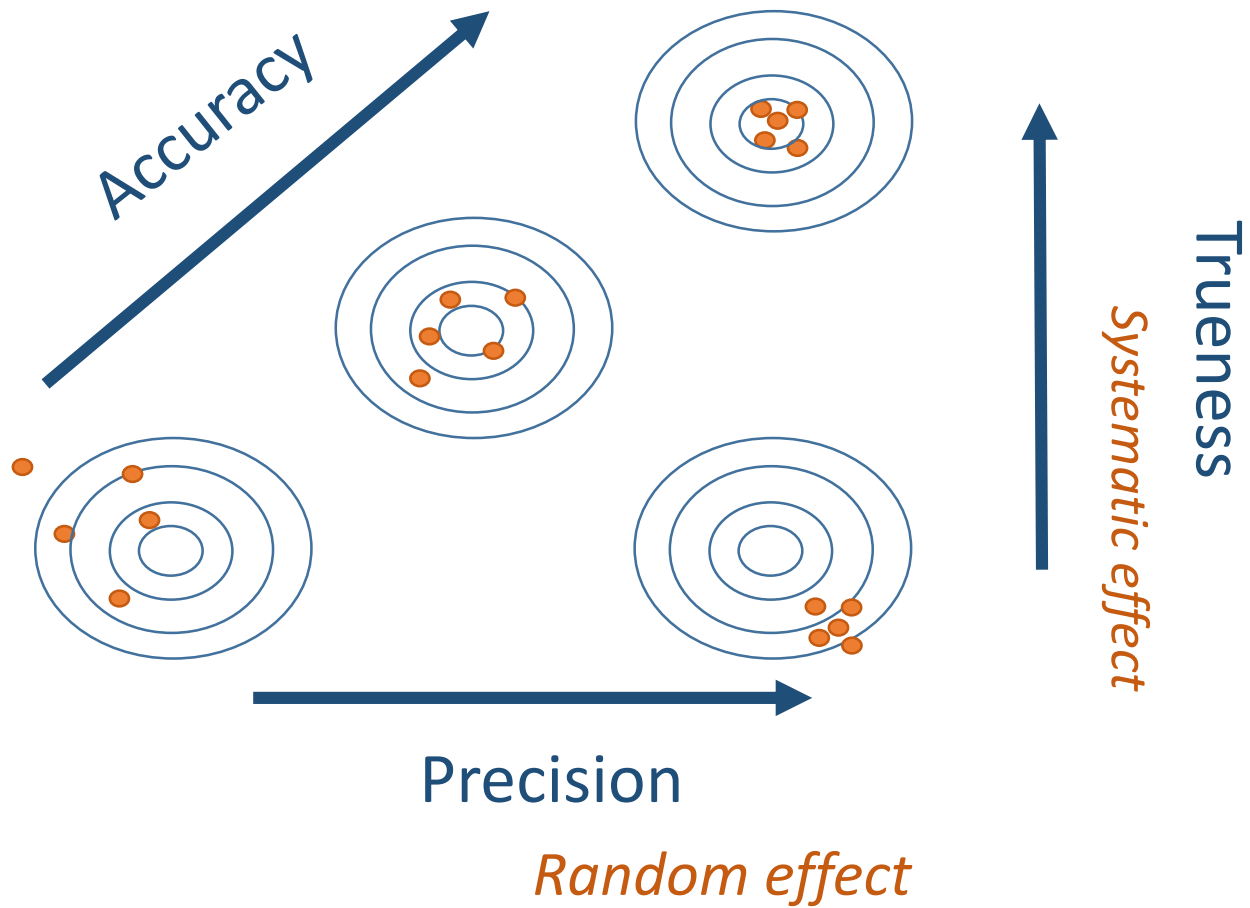 Accuracy
Trueness
Systematic effect
Precision
Random effect